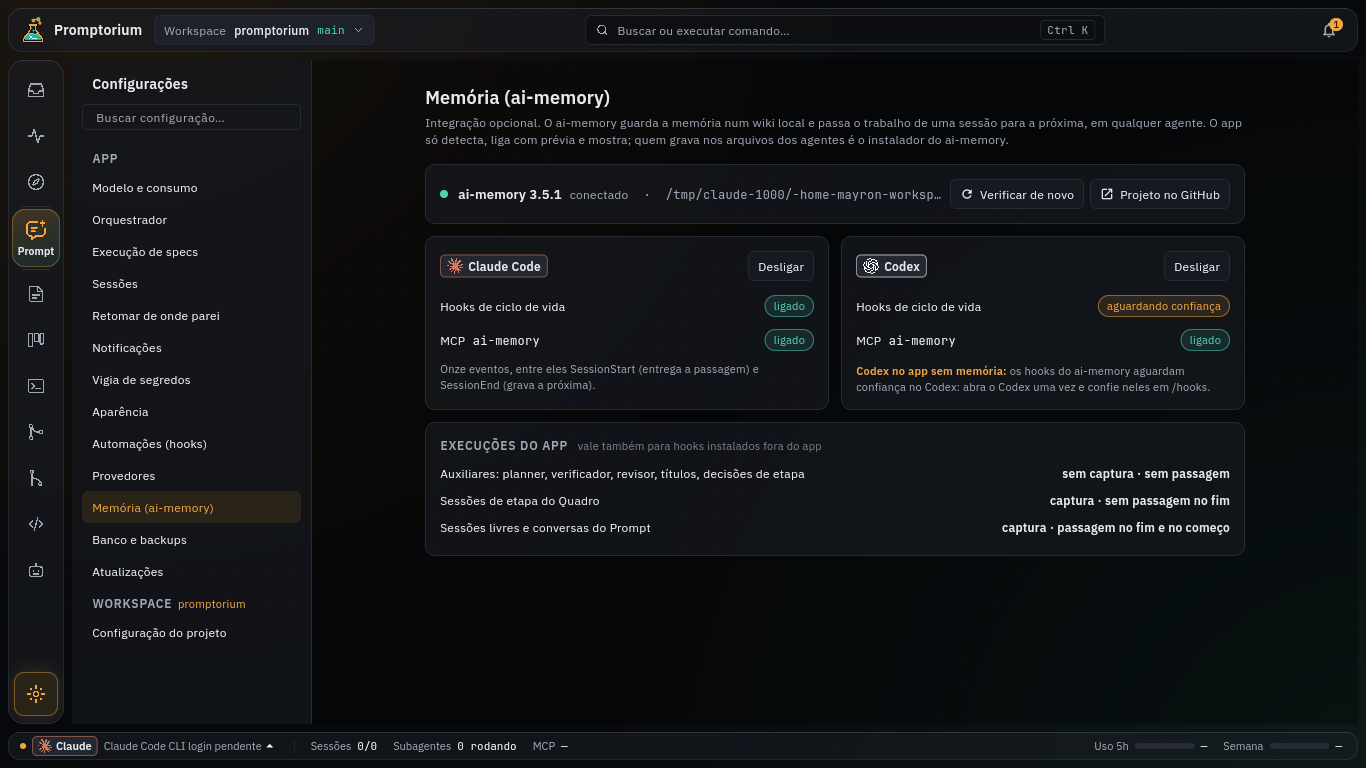 Promptorium
Workspace promptorium main
Buscar ou executar comando...
Ctrl K
1
Prompt
Configurações
Buscar configuração...
APP
Modelo e consumo
Orquestrador
Execução de specs
Sessões
Retomar de onde parei
Notificações
Vigia de segredos
Aparência
Automações (hooks)
Provedores
Memória (ai-memory)
Banco e backups
Atualizações
WORKSPACE promptorium
Configuração do projeto
Memória (ai-memory)
Integração opcional. O ai-memory guarda a memória num wiki local e passa o trabalho de uma sessão para a próxima, em qualquer agente. O app
só detecta, liga com prévia e mostra; quem grava nos arquivos dos agentes é o instalador do ai-memory.
ai-memory 3.5.1 conectado · /tmp/claude-1000/-home-mayron-worksp…
Verificar de novo
Projeto no GitHub
Claude Code
Desligar
Hooks de ciclo de vida ligado
MCP ai-memory ligado
Onze eventos, entre eles SessionStart (entrega a passagem) e
SessionEnd (grava a próxima).
Codex
Desligar
Hooks de ciclo de vida aguardando confiança
MCP ai-memory ligado
Codex no app sem memória: os hooks do ai-memory aguardam
confiança no Codex: abra o Codex uma vez e confie neles em /hooks.
EXECUÇÕES DO APP vale também para hooks instalados fora do app
Auxiliares: planner, verificador, revisor, títulos, decisões de etapa sem captura · sem passagem
Sessões de etapa do Quadro captura · sem passagem no fim
Sessões livres e conversas do Prompt captura · passagem no fim e no começo
Claude Claude Code CLI login pendente Sessões 0/0 Subagentes 0 rodando MCP — Uso 5h — Semana —